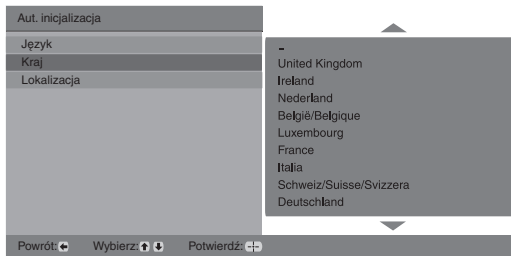 Aut. inicjalizacja
Język
Kraj
Lokalizacja
-
United Kingdom
Ireland
Nederland
België/Belgique
Luxembourg
France
Italia
Schweiz/Suisse/Svizzera
Deutschland
Powrót: Wybierz: Potwierdź: